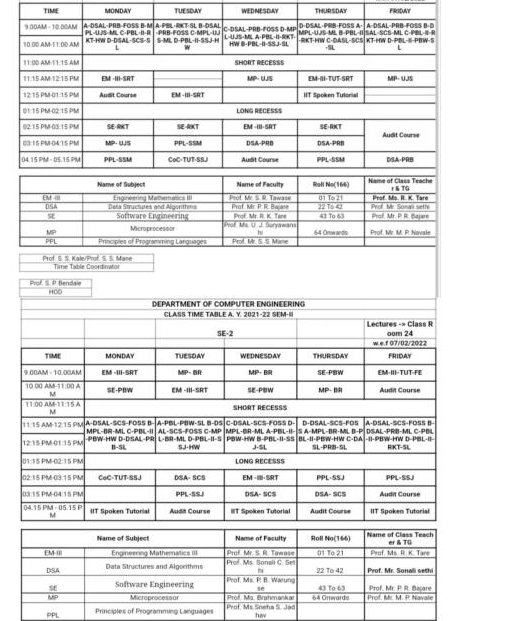 TIME MONDAY TUESDAY WEDNESDAY THURSDAY FRIDAY
9.00AM - 10.00AM
10.00 AM-11:00 AM
A-DSAL-PRB-FOSS B-M
PL-UJS-ML C-PBL-II-R
KT-HW D-DSAL-SCS-S
L
A-PBL-RKT-SL B-DSAL
-PRB-FOSS C-MPL-UJ
S-ML D-PBL-II-SSJ-H
W
C-DSAL-PRB-FOSS D-MP
L-UJS-ML A-PBL-II-RKT-
HW B-PBL-II-SSJ-SL
D-DSAL-PRB-FOSS A-
MPL-UJS-ML B-PBL-II
-RKT-HW C-DASL-SCS
-SL
A-DSAL-PRB-FOSS B-D
SAL-SCS-ML C-PBL-II-R
KT-HW D-PBL-II-PBW-S
L
11:00 AM-11:15 AM SHORT RECESSS
11:15 AM-12:15 PM EM -III-SRT MP- UJS EM-III-TUT-SRT MP- UJS
12:15 PM-01:15 PM Audit Course EM -III-SRT IIT Spoken Tutorial
01:15 PM-02:15 PM LONG RECESSS
02:15 PM-03:15 PM SE-RKT SE-RKT EM -III-SRT SE-RKT
Audit Course
03:15 PM-04:15 PM MP- UJS PPL-SSM DSA-PRB DSA-PRB
04.15 PM - 05.15 PM PPL-SSM CoC-TUT-SSJ Audit Course PPL-SSM DSA-PRB
Name of Subject Name of Faculty Roll No(166) Name of Class Teache
r & TG
EM -III Engineering Mathematics III Prof. Mr. S. R. Tawase 01 To 21 Prof. Ms. R. K. Tare
DSA Data Structures and Algorithms Prof. Mr. P. R. Bajare 22 To 42 Prof. Mr. Sonali sethi
SE Software Engineering Prof. Mr. R. K. Tare 43 To 63 Prof. Mr. P. R. Bajare
MP Microprocessor Prof. Ms. U. J. Suryawans
hi 64 Onwards Prof. Mr. M. P. Navale
PPL Principles of Programming Languages Prof. Mr. S. S. Mane
Prof. S. S. Kale/Prof. S. S. Mane
Time Table Coordinator
Prof. S. P. Bendale
HOD
DEPARTMENT OF COMPUTER ENGINEERING
CLASS TIME TABLE A. Y. 2021-22 SEM-II
SE-2
Lectures -> Class R
oom 24
w.e.f 07/02/2022
TIME MONDAY TUESDAY WEDNESDAY THURSDAY FRIDAY
9.00AM - 10.00AM EM -III-SRT MP- BR MP- BR SE-PBW EM-III-TUT-FE
10.00 AM-11:00 A
M SE-PBW EM -III-SRT SE-PBW MP- BR Audit Course
11:00 AM-11:15 A
M SHORT RECESSS
11:15 AM-12:15 PM
12:15 PM-01:15 PM
A-DSAL-SCS-FOSS B-
MPL-BR-ML C-PBL-II
-PBW-HW D-DSAL-PR
B-SL
A-PBL-PBW-SL B-DS
AL-SCS-FOSS C-MP
L-BR-ML D-PBL-II-S
SJ-HW
C-DSAL-SCS-FOSS D-
MPL-BR-ML A-PBL-II-
PBW-HW B-PBL-II-SS
J-SL
D-DSAL-SCS-FOS
S A-MPL-BR-ML B-P
BL-II-PBW-HW C-DA
SL-PRB-SL
A-DSAL-SCS-FOSS B-
DSAL-PRB-ML C-PBL
-II-PBW-HW D-PBL-II-
RKT-SL
01:15 PM-02:15 PM LONG RECESSS
02:15 PM-03:15 PM CoC-TUT-SSJ DSA- SCS EM -III-SRT PPL-SSJ PPL-SSJ
03:15 PM-04:15 PM PPL-SSJ DSA- SCS DSA- SCS Audit Course
04.15 PM - 05.15 P
M IIT Spoken Tutorial Audit Course IIT Spoken Tutorial Audit Course IIT Spoken Tutorial
Name of Subject Name of Faculty Roll No(166) Name of Class Teach
er & TG
EM-III Engineering Mathematics III Prof. Mr. S. R. Tawase 01 To 21 Prof. Ms. R. K. Tare
DSA Data Structures and Algorithms Prof. Ms. Sonali C. Set
hi 22 To 42 Prof. Mr. Sonali sethi
SE Software Engineering Prof. Ms. P. B. Warung
se 43 To 63 Prof. Mr. P. R. Bajare
MP Microprocessor Prof. Ms. Brahmankar 64 Onwards Prof. Mr. M. P. Navale
PPL Principles of Programming Languages Prof. Ms.Sneha S. Jad
hav